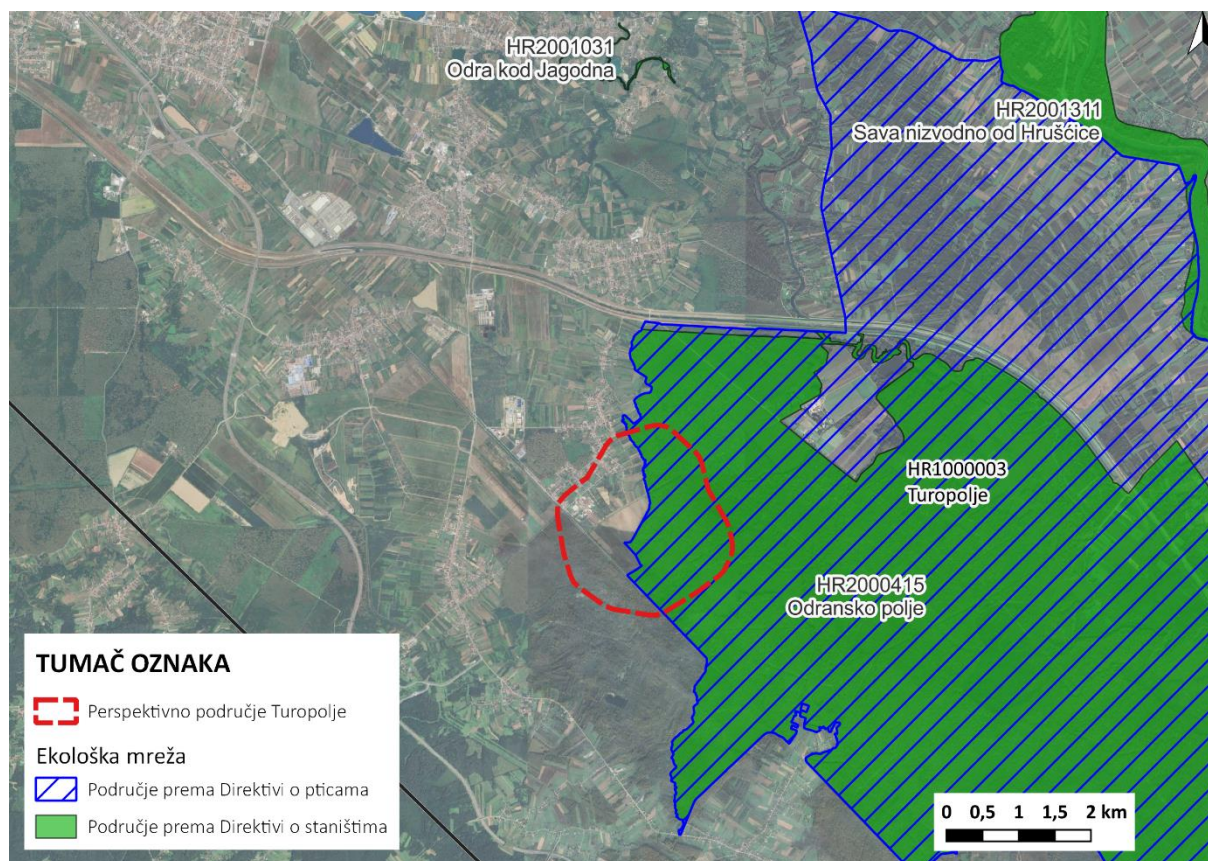 HR2001031
Odra kod Jagodna
HR2001311
Sava nizvodno od Hrušćice
HR1000003
Turopolje
HR2000415
Odransko polje
TUMAČ OZNAKA
Perspektivno područje Turopolje
Ekološka mreža
Područje prema Direktivi o pticama
Područje prema Direktivi o staništima
0 0,5 1 1,5 2 km